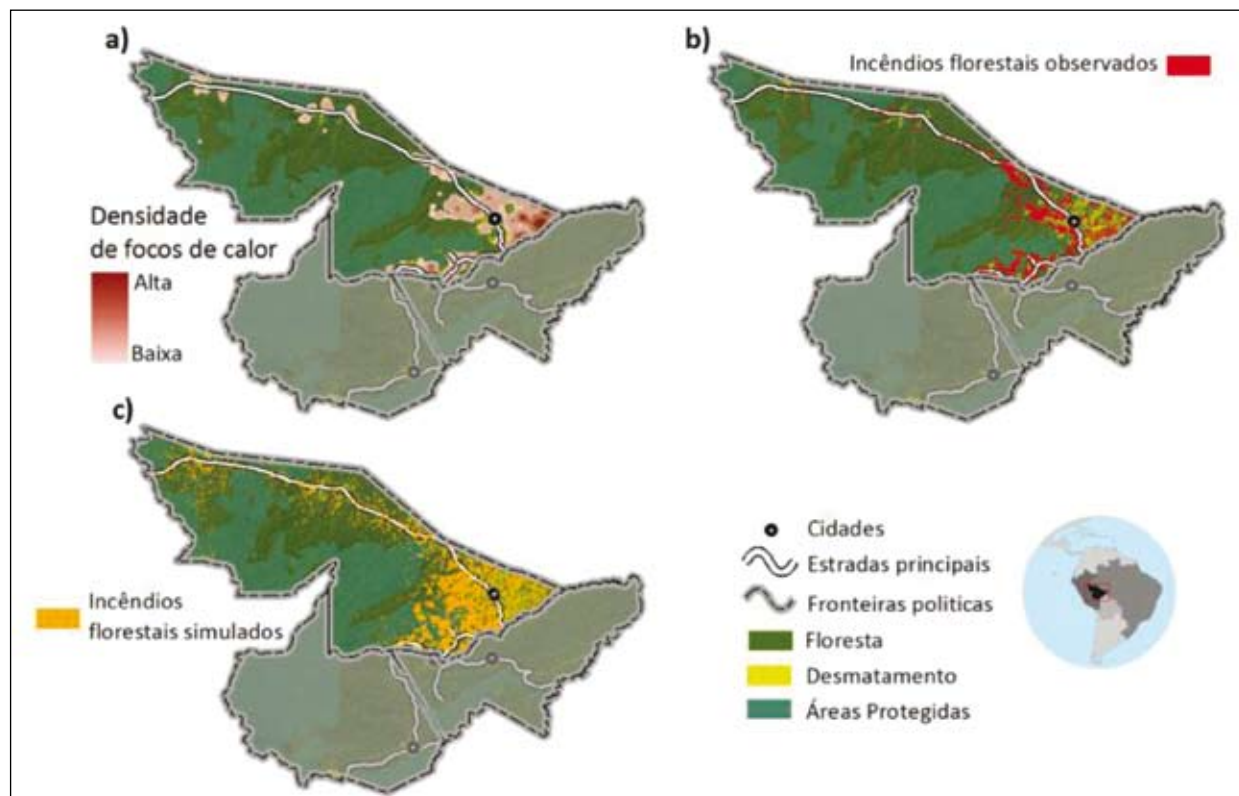 a)
Densidade
de focos de calor
Alta
Baixa
b)
Incêndios florestais observados
c)
Incêndios
florestais simulados
Cidades
Estradas principais
Fronteiras politicas
Floresta
Desmatamento
Áreas Protegidas